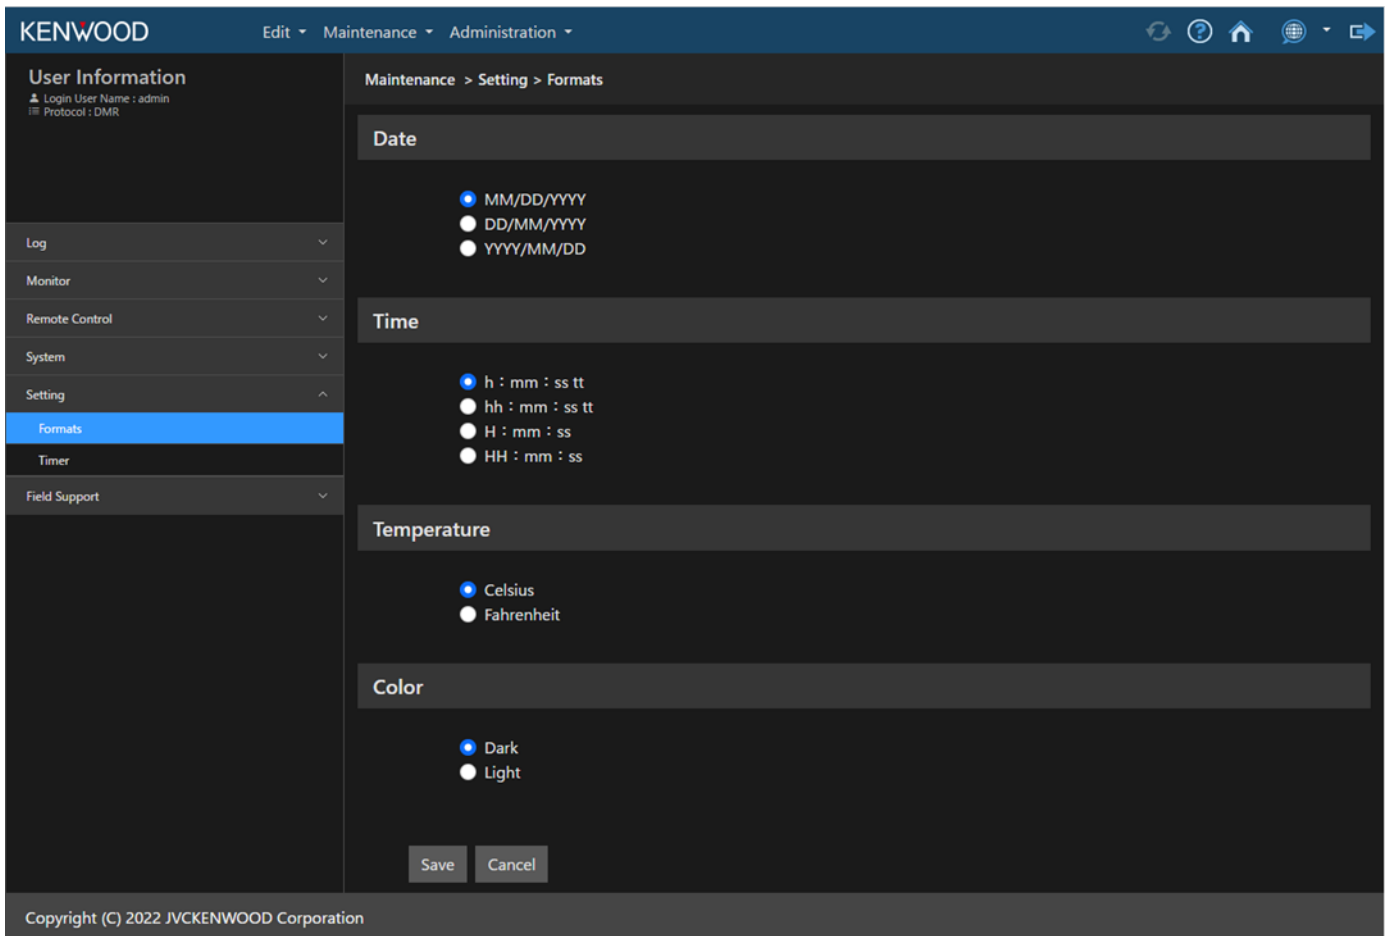 KENWOOD
Edit Maintenance Administration
User Information
Login User Name : admin
Protocol : DMR
Log
Monitor
Remote Control
System
Setting
Formats
Timer
Field Support
Maintenance > Setting > Formats
Date
MM/DD/YYYY
DD/MM/YYYY
YYYY/MM/DD
Time
h：mm：ss tt
hh：mm：ss tt
H：mm：ss
HH：mm：ss
Temperature
Celsius
Fahrenheit
Color
Dark
Light
Save Cancel
Copyright (C) 2022 JVCKENWOOD Corporation